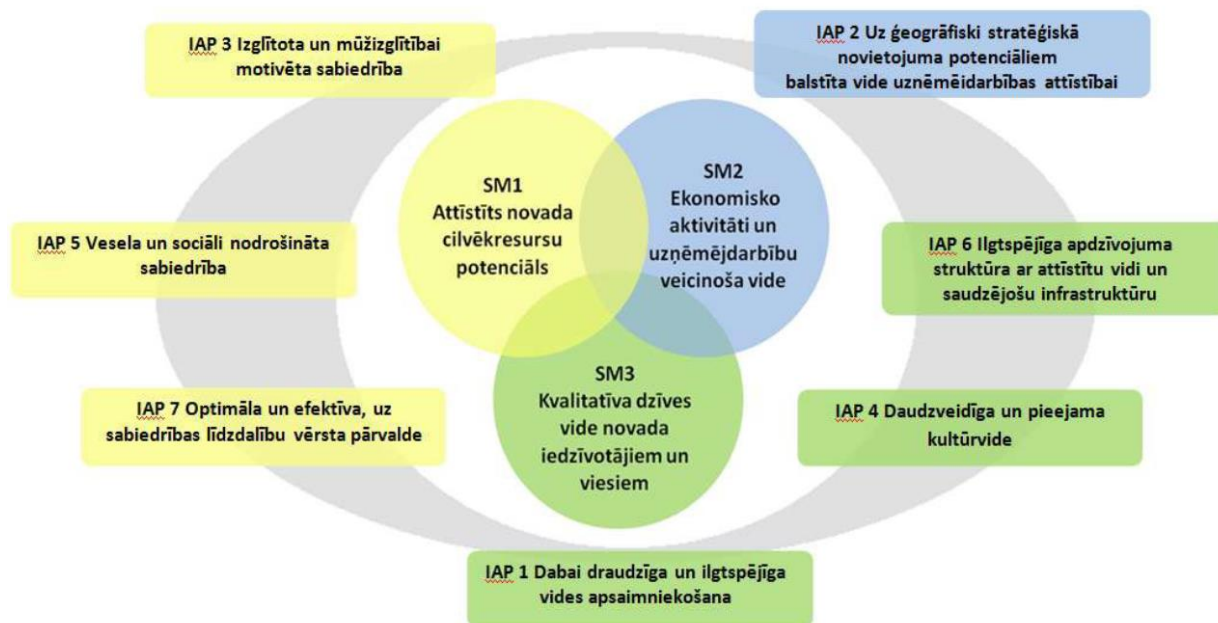 IAP 3 Izglītota un mūžizglītībai
motivēta sabiedrība
IAP 2 Uz ģeogrāfiski stratēģiskā
novietojuma potenciāliem
balstīta vide uzņēmējdarbības attīstībai
SM1
Attīstīts novada
cilvēkresursu
potenciāls
SM2
Ekonomisko
aktivitāti un
uzņēmējdarbību
veicinoša vide
IAP 5 Vesela un sociāli nodrošināta
sabiedrība
IAP 6 Ilgtspējīga apdzīvojuma
struktūra ar attīstītu vidi un
saudzējošu infrastruktūru
SM3
Kvalitatīva dzīves
vide novada
iedzīvotājiem un
viesiem
IAP 7 Optimāla un efektīva, uz
sabiedrības līdzdalību vērsta pārvalde
IAP 4 Daudzveidīga un pieejama
kultūrvide
IAP 1 Dabai draudzīga un ilgtspējīga
vides apsaimniekošana